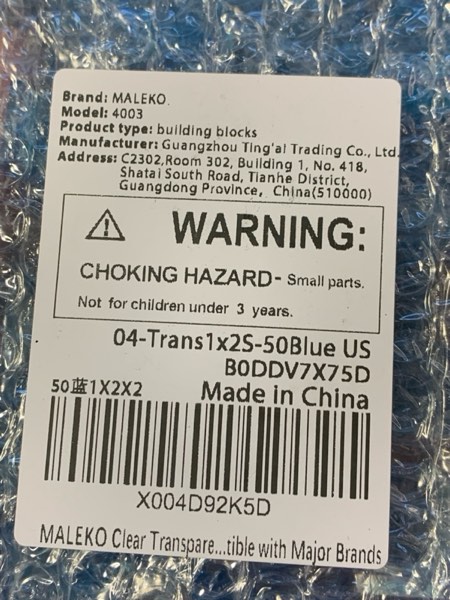 Brand: MALEKO.
Model: 4003
Product type: building blocks
Manufacturer: Guangzhou Ting'al Trading Co., Ltd.
Address: C2302,Room 302, Building 1, No. 418,
Shatai South Road, Tianhe District,
Guangdong Province, China(510000)
WARNING:
CHOKING HAZARD- Small parts.
Not for children under 3 years.
04-Trans1x2S-50Blue US
B0DDV7X75D
50蓝1X2X2
Made in China
X004D92K5D
MALEKO Clear Transpare...tible with Major Brands